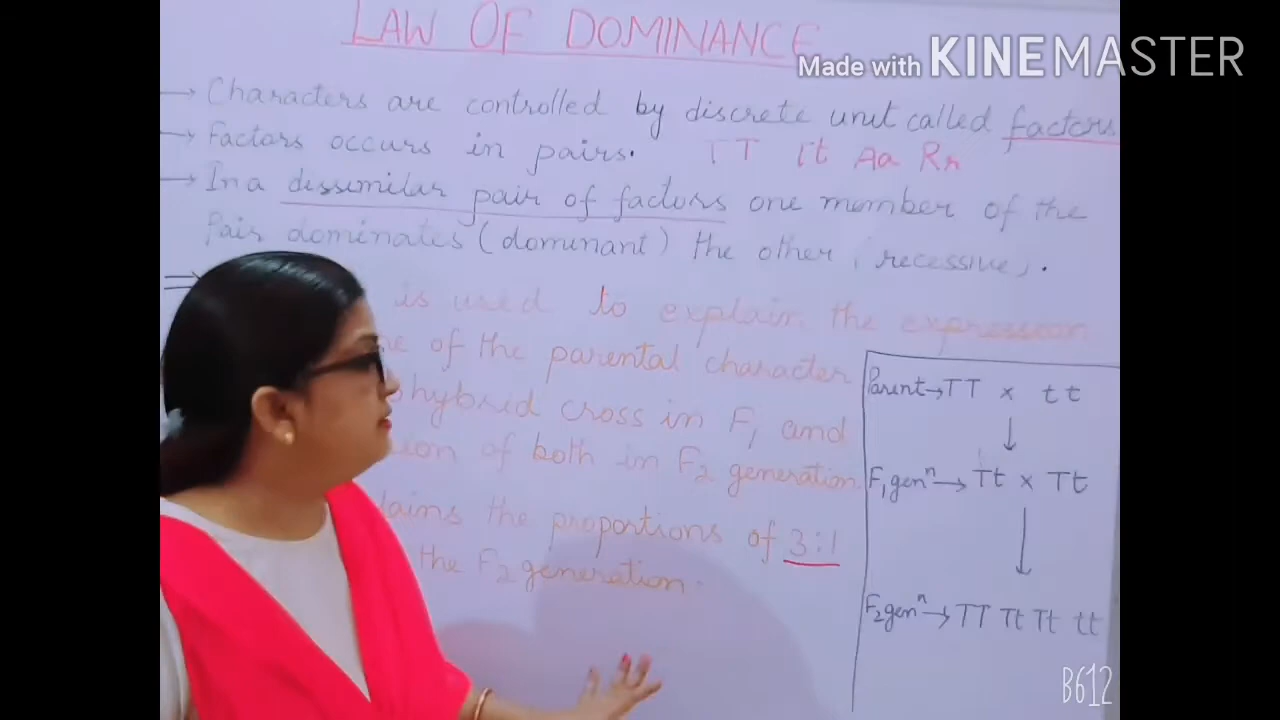 LAW OF DOMINANCE
Made with KINEMASTER
→ Characters are controlled by discrete unit called factors
→ Factors occurs in pairs. TT Tt Aa Rr
→ In a dissimilar pair of factors one member of the
Pair dominates (dominant) the other (recessive).
is used to explain the expression
of the parental character
hybrid cross in F1 and
of both in F2 generation
the proportions of 3:1
the F2 generation.
Parent→ TT × tt
F1 genⁿ → Tt × Tt
F2 genⁿ → TT Tt Tt tt
B612